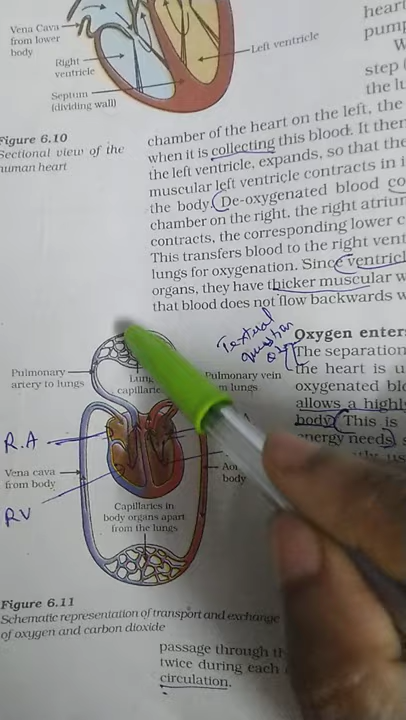 Vena Cava
from lower
body
Right
ventricle
Septum
(dividing wall)
Left ventricle
Figure 6.10
Sectional view of the
human heart
heart
pump
step (
the lu
chamber of the heart on the left, the
when it is collecting this blood. It then
the left ventricle, expands, so that the
muscular left ventricle contracts in i
the body. De-oxygenated blood co
chamber on the right, the right atriur
contracts, the corresponding lower c
This transfers blood to the right vent
lungs for oxygenation. Since ventricl
organs, they have thicker muscular w
that blood does not flow backwards w
Textual
question
Oxygen enter
The separation
the heart is u
oxygenated blo
allows a highl
body. This is
energy needs)
Pulmonary
artery to lungs
Lung
capillarie
Pulmonary vein
lungs
R.A
Vena cava
from body
RV
body
Capillaries in
body organs apart
from the lungs
Figure 6.11
Schematic representation of transport and exchange
of oxygen and carbon dioxide
passage through th
twice during each
circulation.